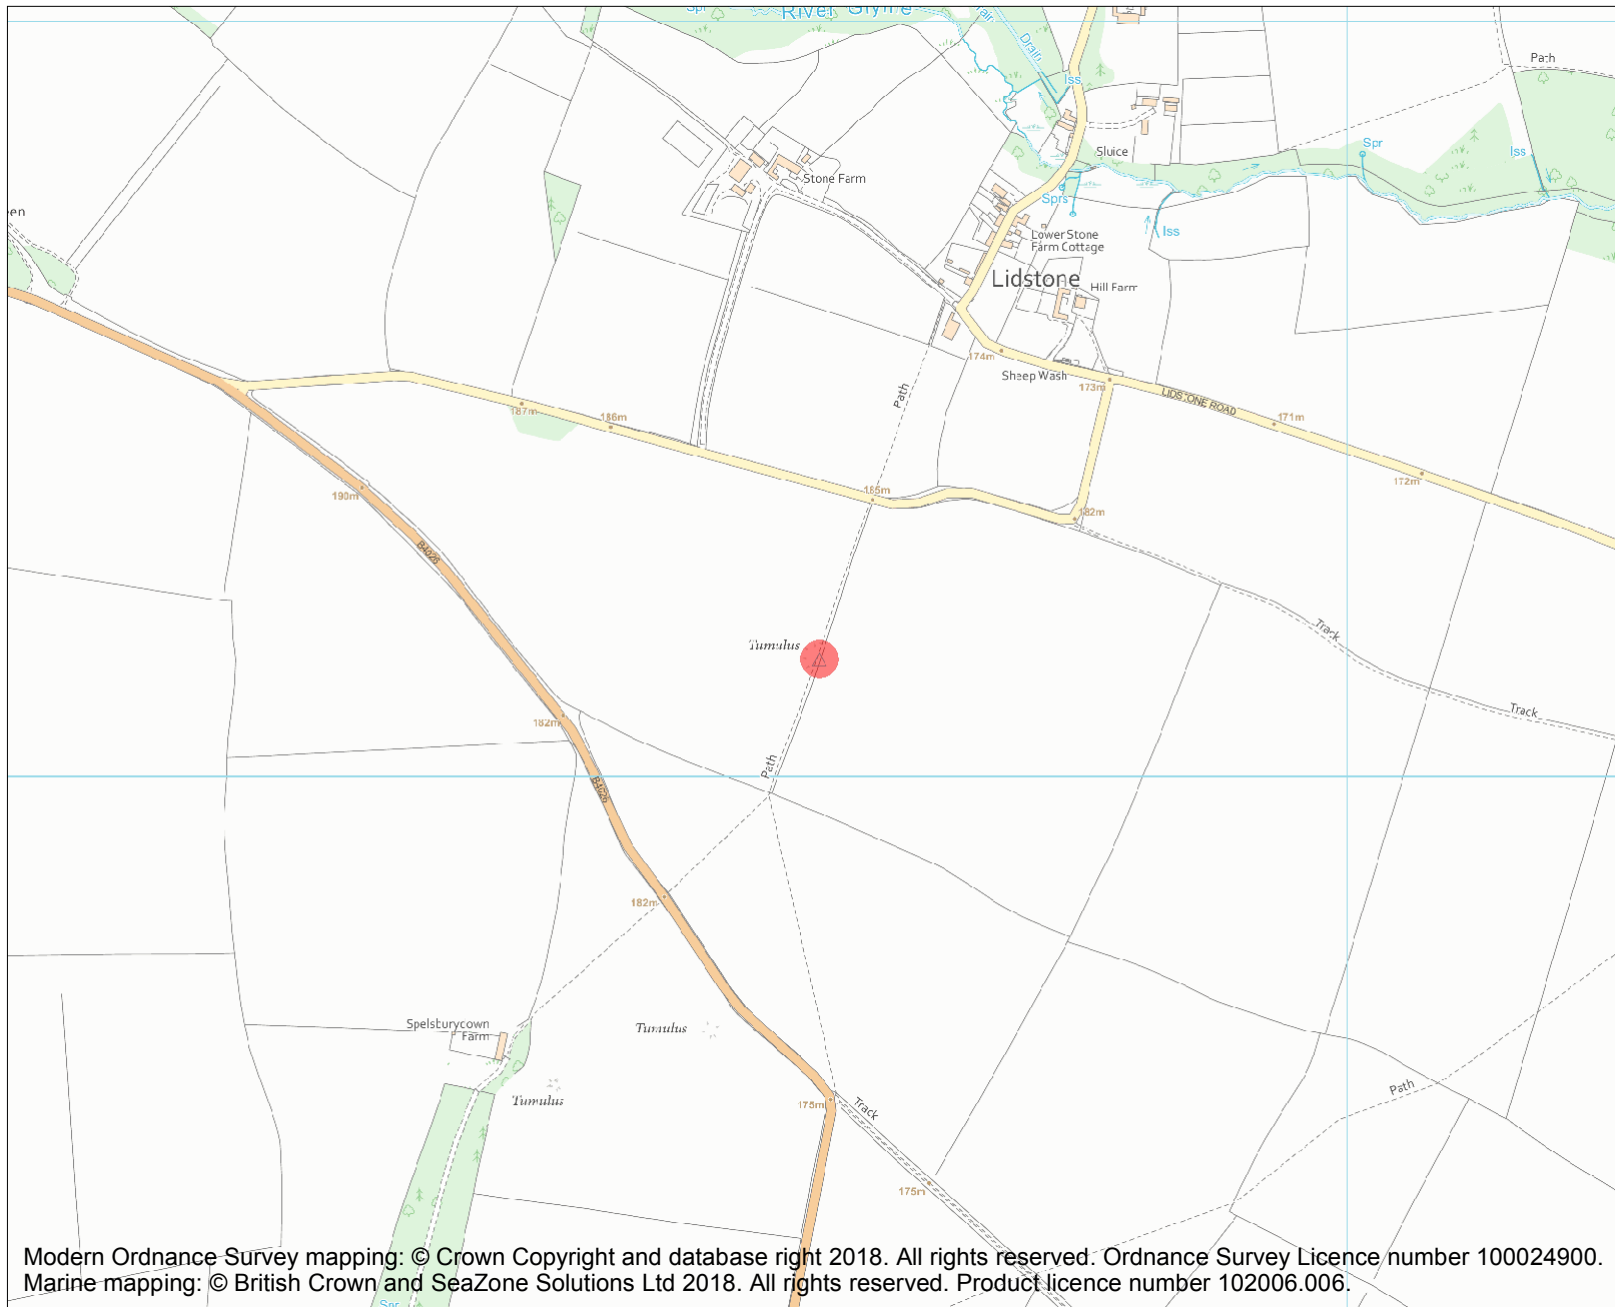 Spr
River Glyme
Drain
Iss
Path
Sluice
Spr
Iss
Stone Farm
Sprs
Iss
Lower Stone
Farm Cottage
Lidstone
Hill Farm
174m
Sheep Wash
173m
LIDSTONE ROAD
171m
172m
187m
186m
Path
185m
182m
190m
B4026
Tumulus
Track
Track
182m
Path
B4026
182m
Spelsburydown
Farm
Tumulus
Tumulus
175m
Track
Path
175m
Modern Ordnance Survey mapping: © Crown Copyright and database right 2018. All rights reserved. Ordnance Survey Licence number 100024900.
Marine mapping: © British Crown and SeaZone Solutions Ltd 2018. All rights reserved. Product licence number 102006.006.
Spr